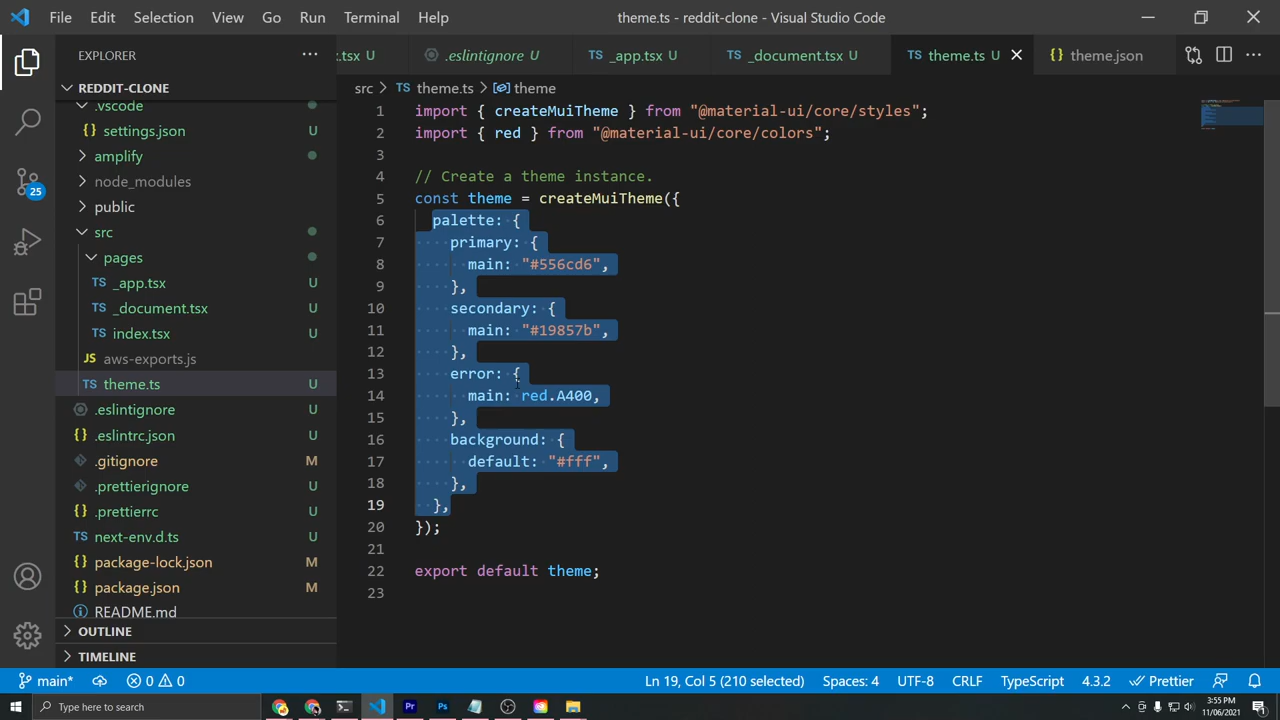 File Edit Selection View Go Run Terminal Help theme.ts - reddit-clone - Visual Studio Code
EXPLORER
.tsx U .eslintignore U TS _app.tsx U TS _document.tsx U TS theme.ts U {} theme.json
REDDIT-CLONE
src TS theme.ts theme
.vscode
{} settings.json U
amplify
node_modules
public
src
pages
TS _app.tsx U
TS _document.tsx U
TS index.tsx U
JS aws-exports.js
TS theme.ts U
.eslintignore U
.eslintrc.json U
.gitignore M
.prettierignore U
{} .prettierrc U
TS next-env.d.ts U
{} package-lock.json M
{} package.json M
README.md
OUTLINE
TIMELINE
25
1 import { createMuiTheme } from "@material-ui/core/styles";
2 import { red } from "@material-ui/core/colors";
3
4 // Create a theme instance.
5 const theme = createMuiTheme({
6 palette: {
7 primary: {
8 main: "#556cd6",
9 },
10 secondary: {
11 main: "#19857b",
12 },
13 error: {
14 main: red.A400,
15 },
16 background: {
17 default: "#fff",
18 },
19 },
20 });
21
22 export default theme;
23
main* 0 0 Ln 19, Col 5 (210 selected) Spaces: 4 UTF-8 CRLF TypeScript 4.3.2 Prettier
Type here to search
Pr Ps
3:55 PM
11/06/2021
1